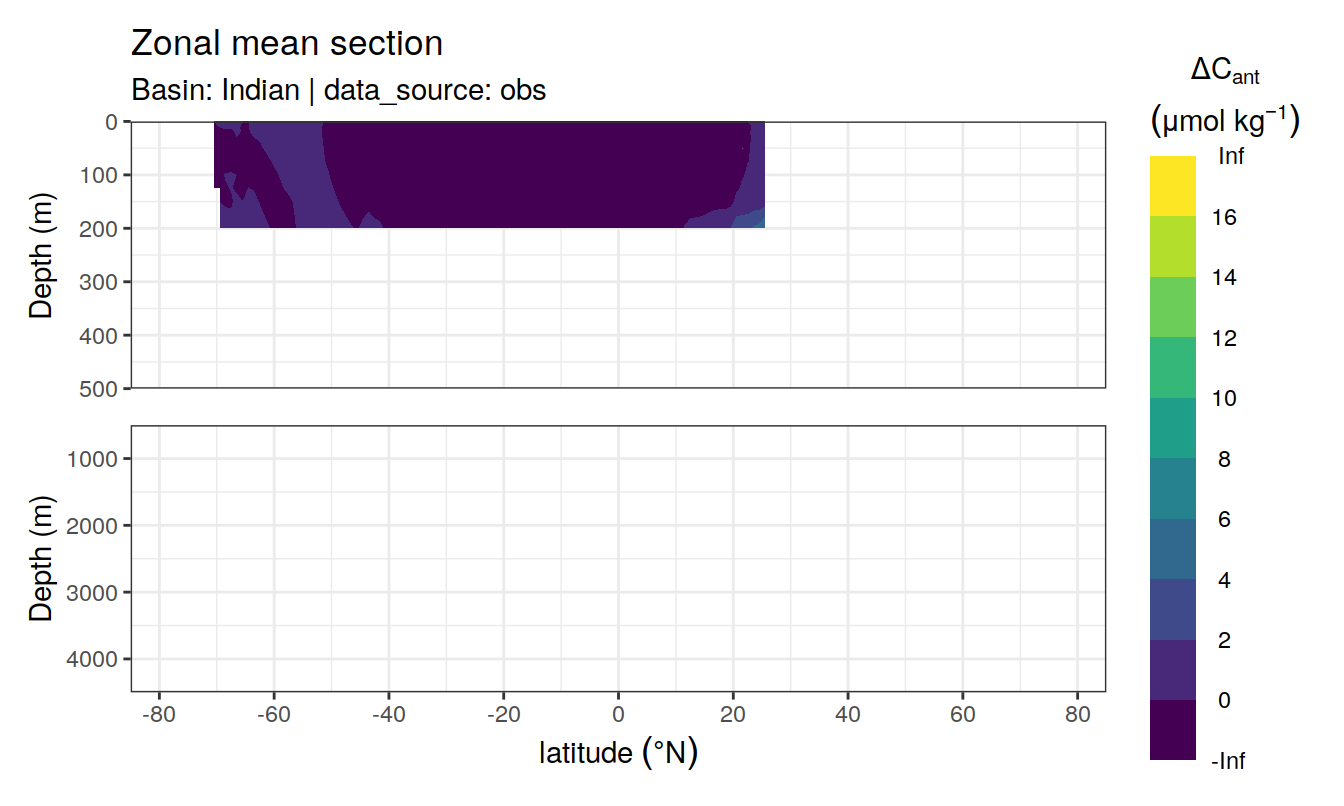 Zonal mean section
Basin: Indian | data_source: obs
ΔCant
(μmol kg⁻¹)
Inf
16
14
12
10
8
6
4
2
0
-Inf
Depth (m)
0
100
200
300
400
500
Depth (m)
1000
2000
3000
4000
-80 -60 -40 -20 0 20 40 60 80
latitude (°N)